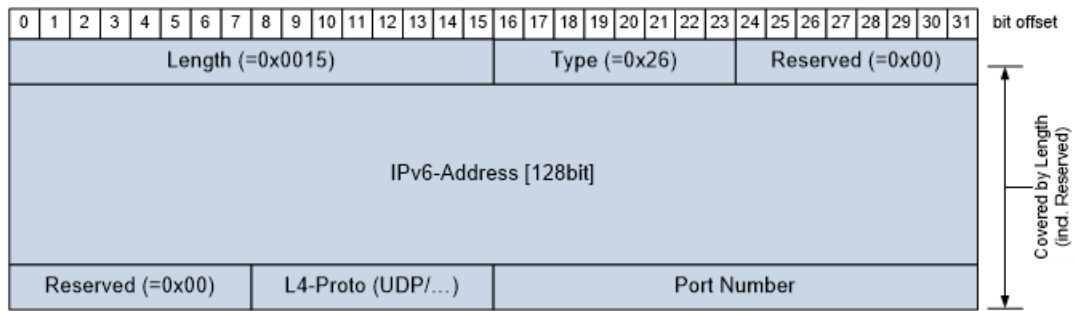 0 1 2 3 4 5 6 7 8 9 10 11 12 13 14 15 16 17 18 19 20 21 22 23 24 25 26 27 28 29 30 31 bit offset
Length (=0x0015) Type (=0x26) Reserved (=0x00)
IPv6-Address [128bit]
Covered by Length
(incl. Reserved)
Reserved (=0x00) L4-Proto (UDP/...) Port Number